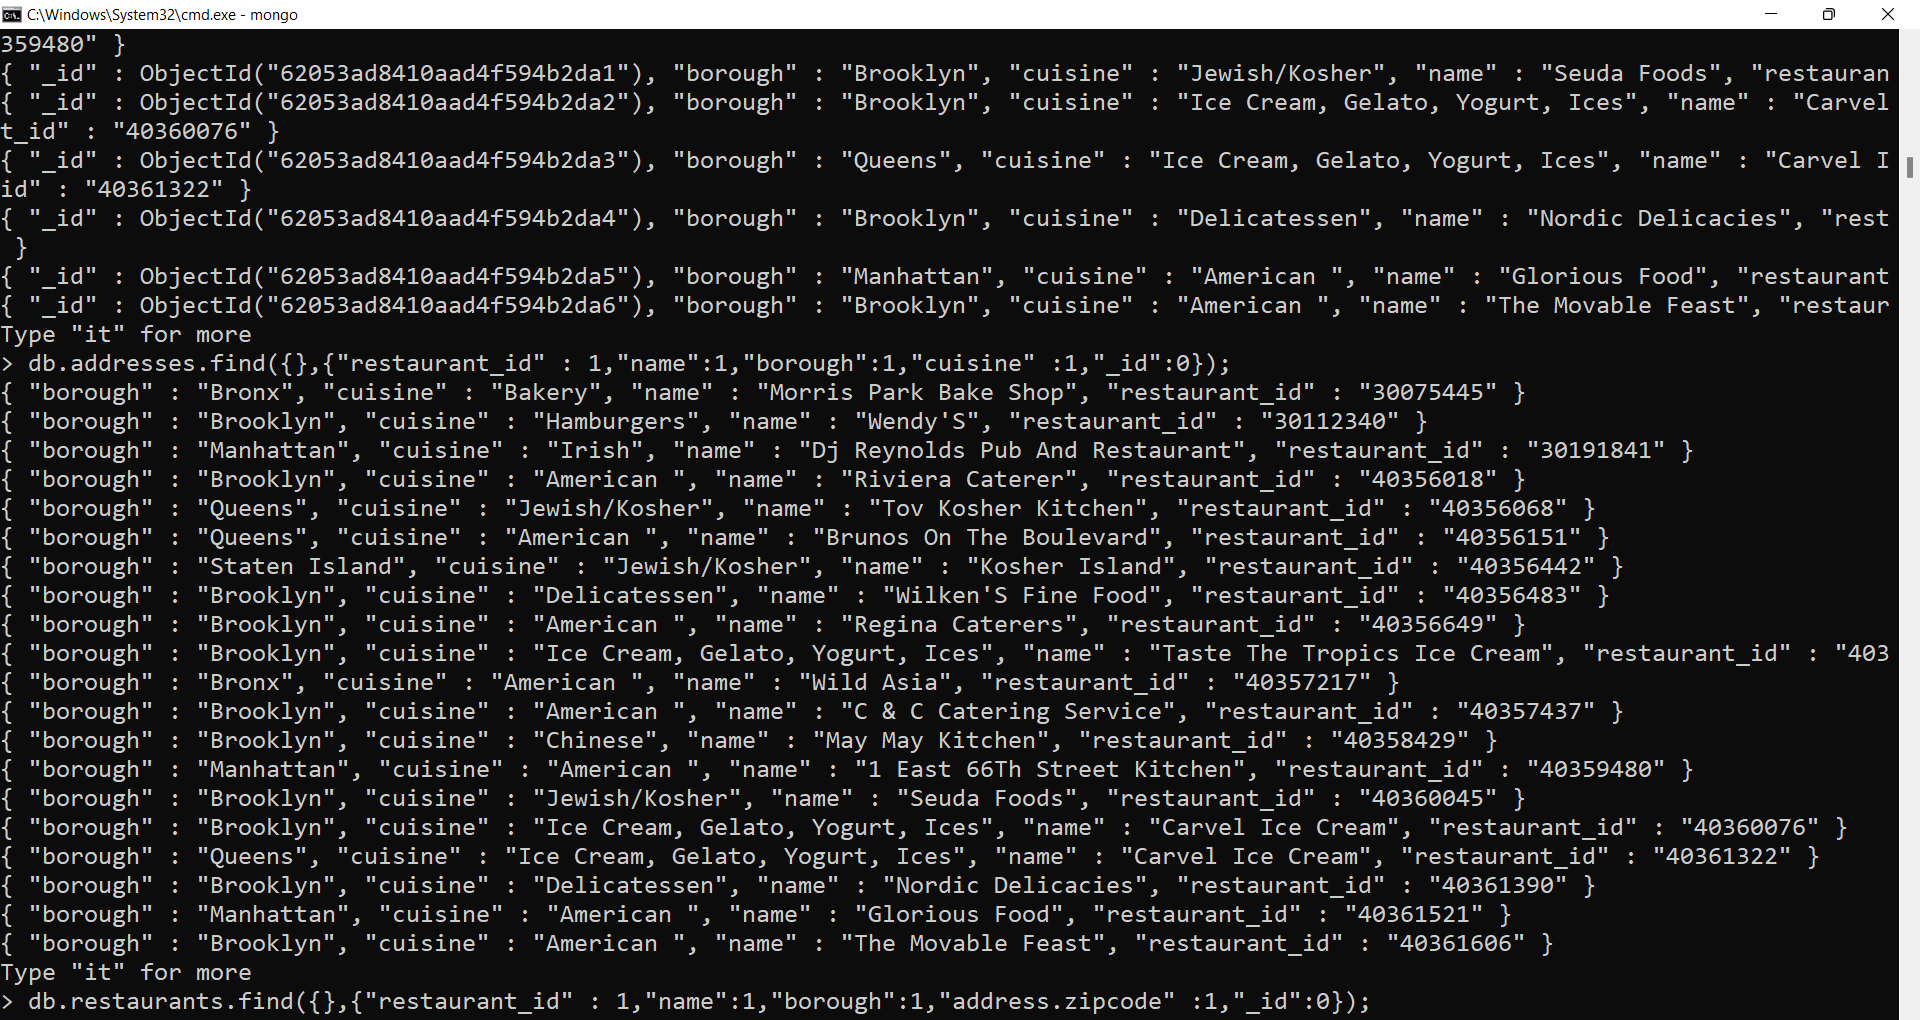 C:\Windows\System32\cmd.exe - mongo
359480" }
{ "_id" : ObjectId("62053ad8410aad4f594b2da1"), "borough" : "Brooklyn", "cuisine" : "Jewish/Kosher", "name" : "Seuda Foods", "restauran
{ "_id" : ObjectId("62053ad8410aad4f594b2da2"), "borough" : "Brooklyn", "cuisine" : "Ice Cream, Gelato, Yogurt, Ices", "name" : "Carvel
t_id" : "40360076" }
{ "_id" : ObjectId("62053ad8410aad4f594b2da3"), "borough" : "Queens", "cuisine" : "Ice Cream, Gelato, Yogurt, Ices", "name" : "Carvel I
id" : "40361322" }
{ "_id" : ObjectId("62053ad8410aad4f594b2da4"), "borough" : "Brooklyn", "cuisine" : "Delicatessen", "name" : "Nordic Delicacies", "rest
 }
{ "_id" : ObjectId("62053ad8410aad4f594b2da5"), "borough" : "Manhattan", "cuisine" : "American ", "name" : "Glorious Food", "restaurant
{ "_id" : ObjectId("62053ad8410aad4f594b2da6"), "borough" : "Brooklyn", "cuisine" : "American ", "name" : "The Movable Feast", "restaur
Type "it" for more
> db.addresses.find({},{"restaurant_id" : 1,"name":1,"borough":1,"cuisine" :1,"_id":0});
{ "borough" : "Bronx", "cuisine" : "Bakery", "name" : "Morris Park Bake Shop", "restaurant_id" : "30075445" }
{ "borough" : "Brooklyn", "cuisine" : "Hamburgers", "name" : "Wendy'S", "restaurant_id" : "30112340" }
{ "borough" : "Manhattan", "cuisine" : "Irish", "name" : "Dj Reynolds Pub And Restaurant", "restaurant_id" : "30191841" }
{ "borough" : "Brooklyn", "cuisine" : "American ", "name" : "Riviera Caterer", "restaurant_id" : "40356018" }
{ "borough" : "Queens", "cuisine" : "Jewish/Kosher", "name" : "Tov Kosher Kitchen", "restaurant_id" : "40356068" }
{ "borough" : "Queens", "cuisine" : "American ", "name" : "Brunos On The Boulevard", "restaurant_id" : "40356151" }
{ "borough" : "Staten Island", "cuisine" : "Jewish/Kosher", "name" : "Kosher Island", "restaurant_id" : "40356442" }
{ "borough" : "Brooklyn", "cuisine" : "Delicatessen", "name" : "Wilken'S Fine Food", "restaurant_id" : "40356483" }
{ "borough" : "Brooklyn", "cuisine" : "American ", "name" : "Regina Caterers", "restaurant_id" : "40356649" }
{ "borough" : "Brooklyn", "cuisine" : "Ice Cream, Gelato, Yogurt, Ices", "name" : "Taste The Tropics Ice Cream", "restaurant_id" : "403
{ "borough" : "Bronx", "cuisine" : "American ", "name" : "Wild Asia", "restaurant_id" : "40357217" }
{ "borough" : "Brooklyn", "cuisine" : "American ", "name" : "C & C Catering Service", "restaurant_id" : "40357437" }
{ "borough" : "Brooklyn", "cuisine" : "Chinese", "name" : "May May Kitchen", "restaurant_id" : "40358429" }
{ "borough" : "Manhattan", "cuisine" : "American ", "name" : "1 East 66Th Street Kitchen", "restaurant_id" : "40359480" }
{ "borough" : "Brooklyn", "cuisine" : "Jewish/Kosher", "name" : "Seuda Foods", "restaurant_id" : "40360045" }
{ "borough" : "Brooklyn", "cuisine" : "Ice Cream, Gelato, Yogurt, Ices", "name" : "Carvel Ice Cream", "restaurant_id" : "40360076" }
{ "borough" : "Queens", "cuisine" : "Ice Cream, Gelato, Yogurt, Ices", "name" : "Carvel Ice Cream", "restaurant_id" : "40361322" }
{ "borough" : "Brooklyn", "cuisine" : "Delicatessen", "name" : "Nordic Delicacies", "restaurant_id" : "40361390" }
{ "borough" : "Manhattan", "cuisine" : "American ", "name" : "Glorious Food", "restaurant_id" : "40361521" }
{ "borough" : "Brooklyn", "cuisine" : "American ", "name" : "The Movable Feast", "restaurant_id" : "40361606" }
Type "it" for more
> db.restaurants.find({},{"restaurant_id" : 1,"name":1,"borough":1,"address.zipcode" :1,"_id":0});